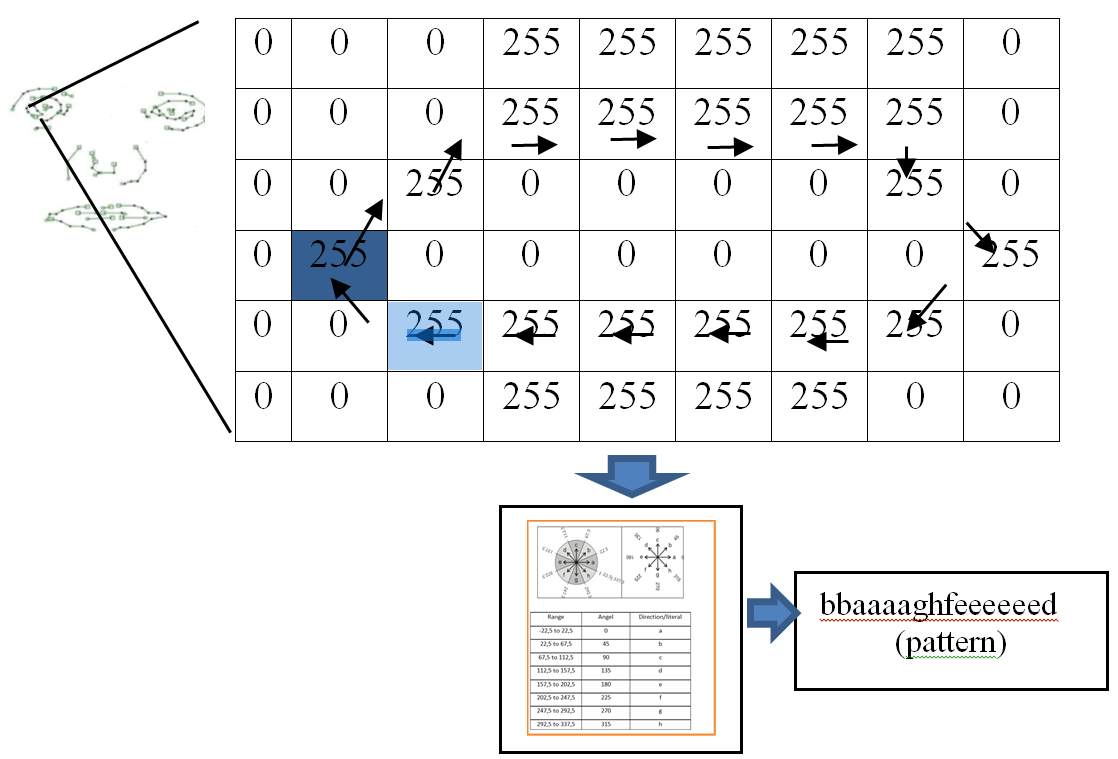 0 0 0 255 255 255 255 255 0
0 0 0 255 255 255 255 255 0
0 0 255 0 0 0 0 255 0
0 255 0 0 0 0 0 0 255
0 0 255 255 255 255 255 255 0
0 0 0 255 255 255 255 0 0
Range Angel Direction/literal
-22,5 to 22,5 0 a
22,5 to 67,5 45 b
67,5 to 112,5 90 c
112,5 to 157,5 135 d
157,5 to 202,5 180 e
202,5 to 247,5 225 f
247,5 to 292,5 270 g
292,5 to 337,5 315 h
bbaaaaghfeeeeeed
(pattern)